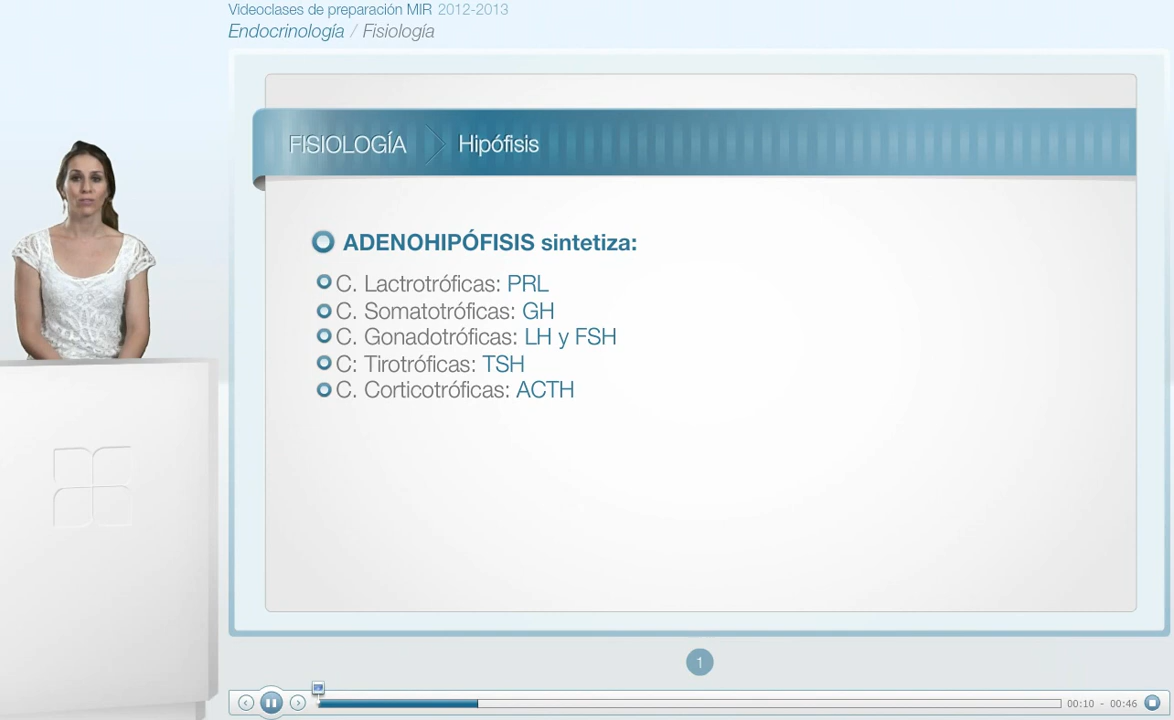 Videoclases de preparación MIR 2012-2013
Endocrinología / Fisiología
FISIOLOGÍA Hipófisis
ADENOHIPÓFISIS sintetiza:
C. Lactrotróficas: PRL
C. Somatotróficas: GH
C. Gonadotróficas: LH y FSH
C: Tirotróficas: TSH
C. Corticotróficas: ACTH
1
00:10 - 00:46